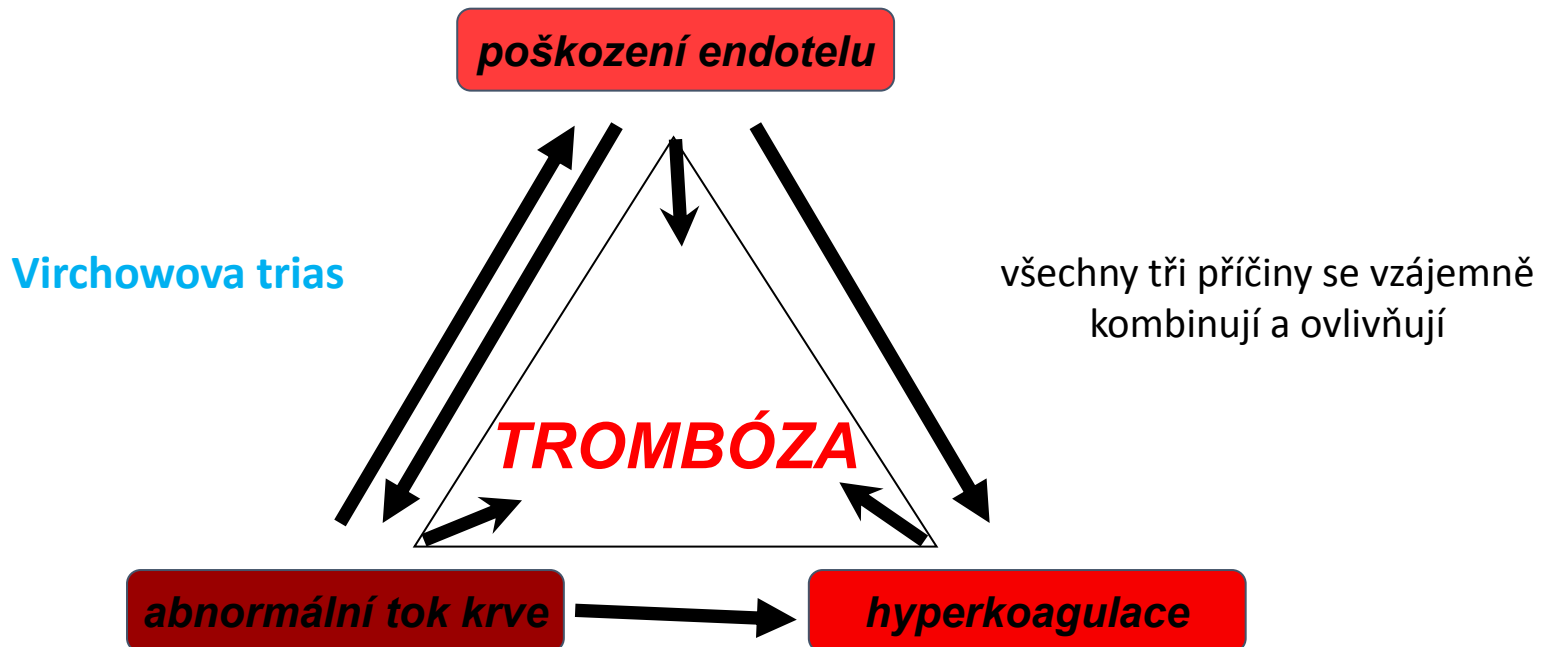 poškození endotelu
Virchowova trias
všechny tři příčiny se vzájemně
kombinují a ovlivňují
TROMBÓZA
abnormální tok krve
hyperkoagulace